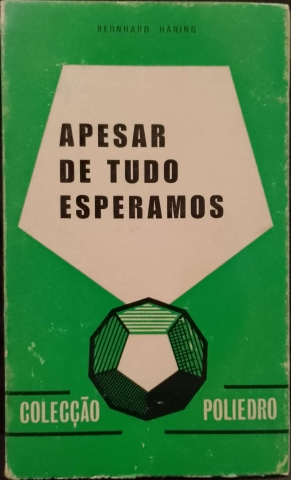 BERNHARD HÄRING
APESAR
DE TUDO
ESPERAMOS
COLECÇÃO POLIEDRO